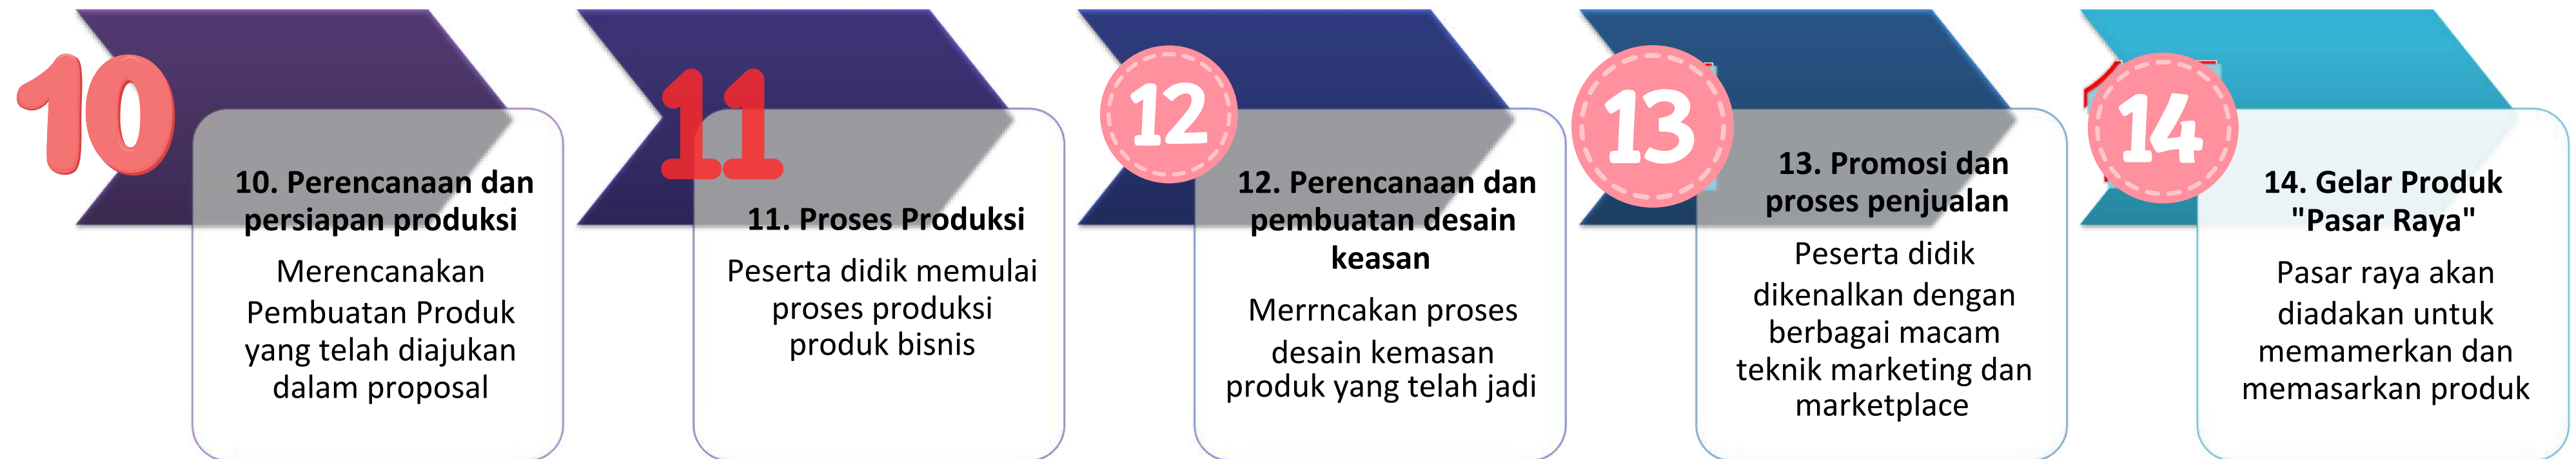 10
10. Perencanaan dan
persiapan produksi
Merencanakan
Pembuatan Produk
yang telah diajukan
dalam proposal
11
11. Proses Produksi
Peserta didik memulai
proses produksi
produk bisnis
12
12. Perencanaan dan
pembuatan desain
keasan
Merrncakan proses
desain kemasan
produk yang telah jadi
13
13. Promosi dan
proses penjualan
Peserta didik
dikenalkan dengan
berbagai macam
teknik marketing dan
marketplace
14
14. Gelar Produk
"Pasar Raya"
Pasar raya akan
diadakan untuk
memamerkan dan
memasarkan produk